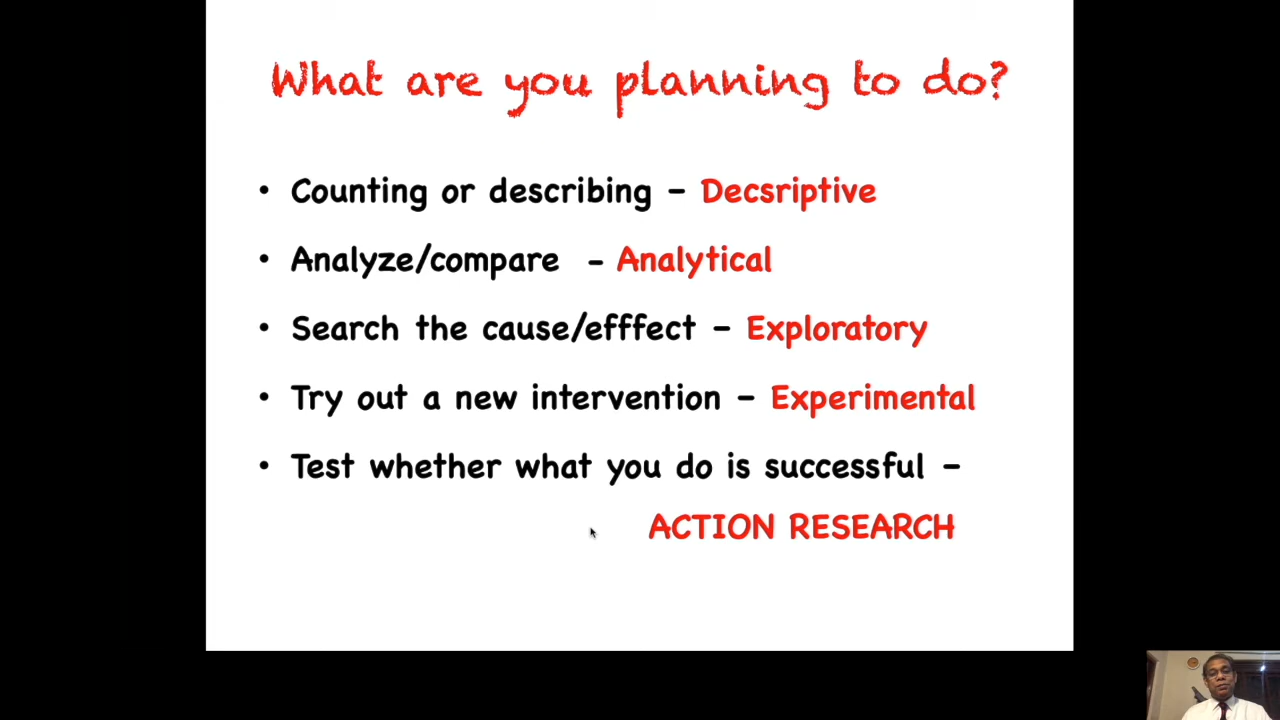 What are you planning to do?
• Counting or describing – Decsriptive
• Analyze/compare - Analytical
• Search the cause/efffect – Exploratory
• Try out a new intervention – Experimental
• Test whether what you do is successful –
ACTION RESEARCH